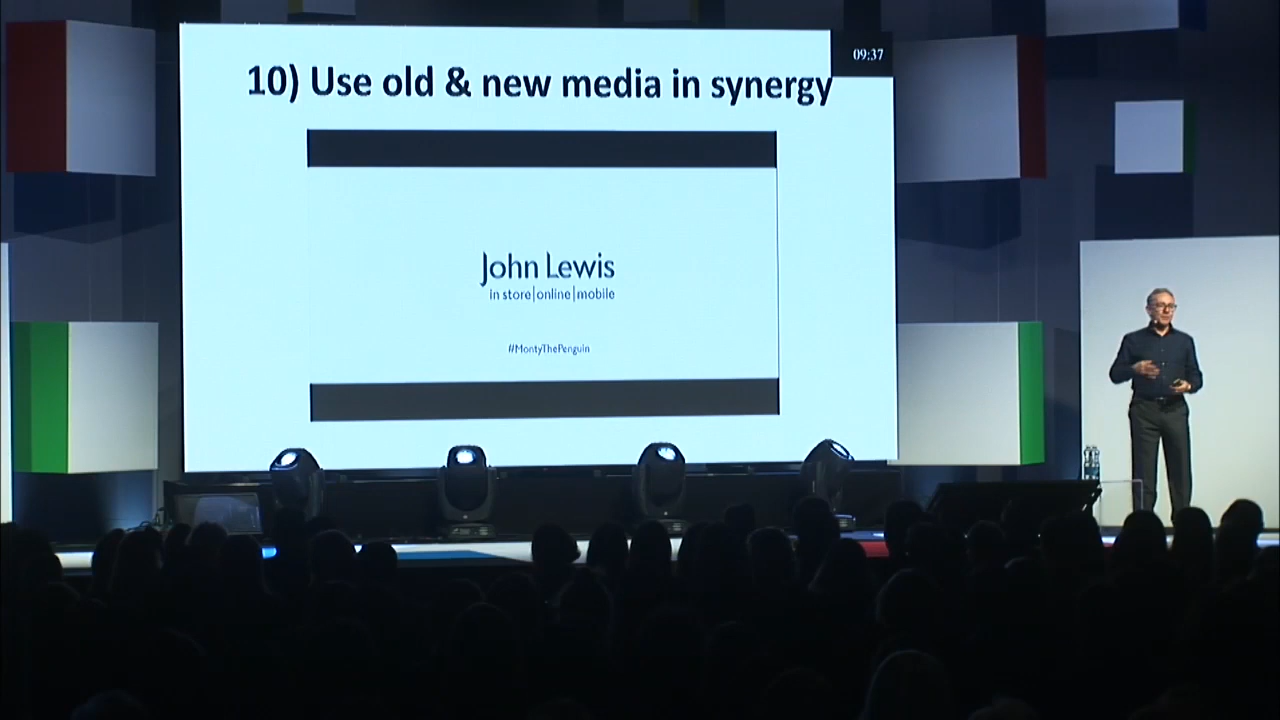 10) Use old & new media in synergy
09:37
John Lewis
in store|online|mobile
#MontyThePenguin